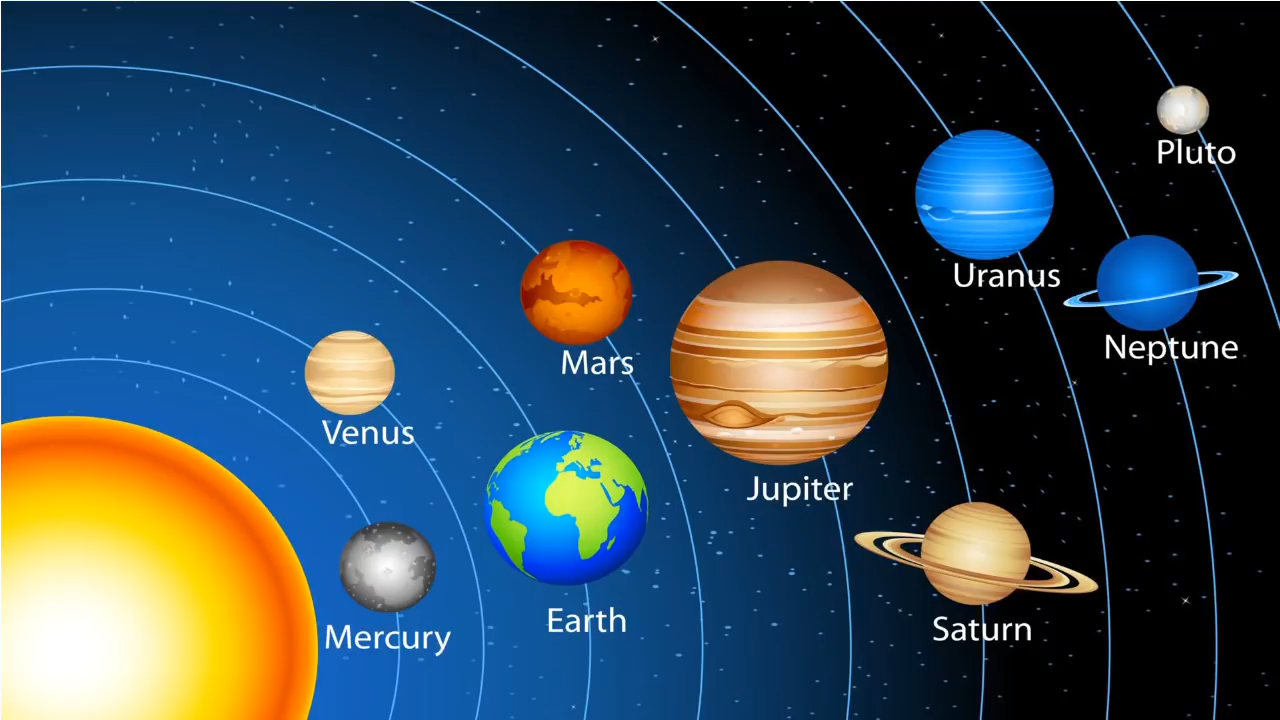 Pluto
Uranus
Neptune
Mars
Venus
Jupiter
Earth
Saturn
Mercury